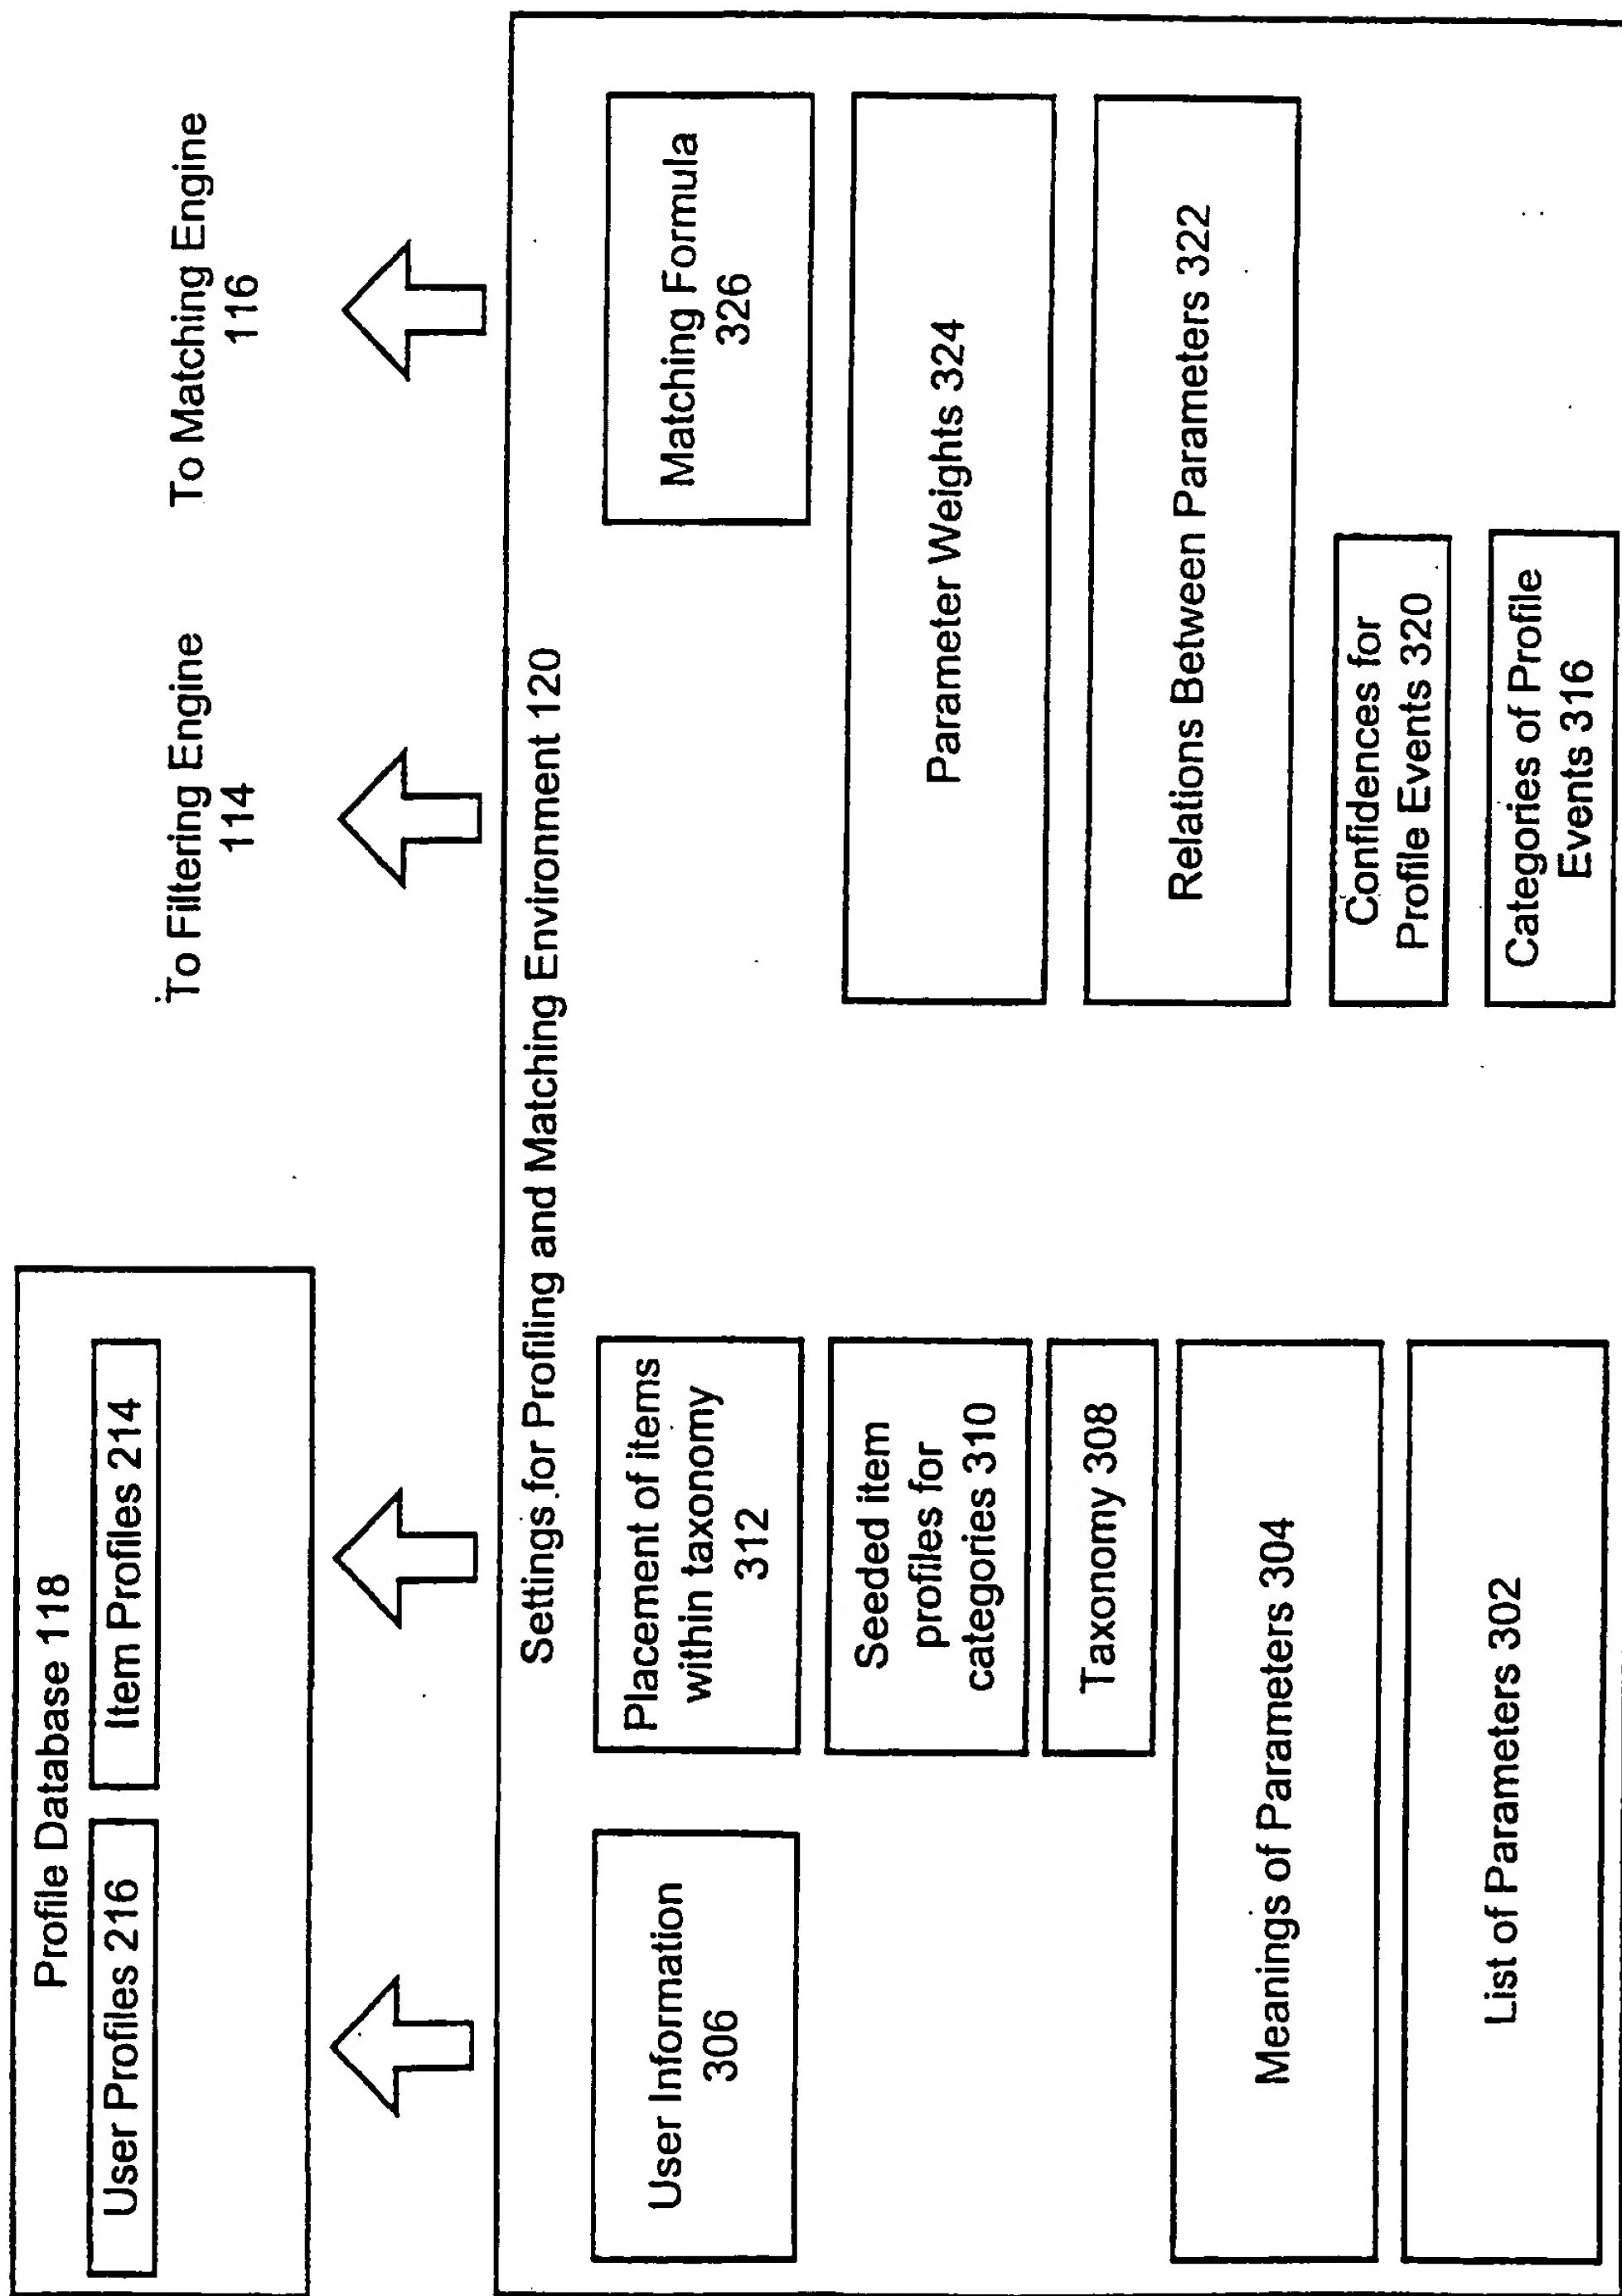 Profile Database 118
User Profiles 216
Item Profiles 214
To Filtering Engine
114
To Matching Engine
116
Settings for Profiling and Matching Environment 120
User Information
306
Placement of items
within taxonomy
312
Seeded item
profiles for
categories 310
Taxonomy 308
Meanings of Parameters 304
List of Parameters 302
Matching Formula
326
Parameter Weights 324
Relations Between Parameters 322
Confidences for
Profile Events 320
Categories of Profile
Events 316